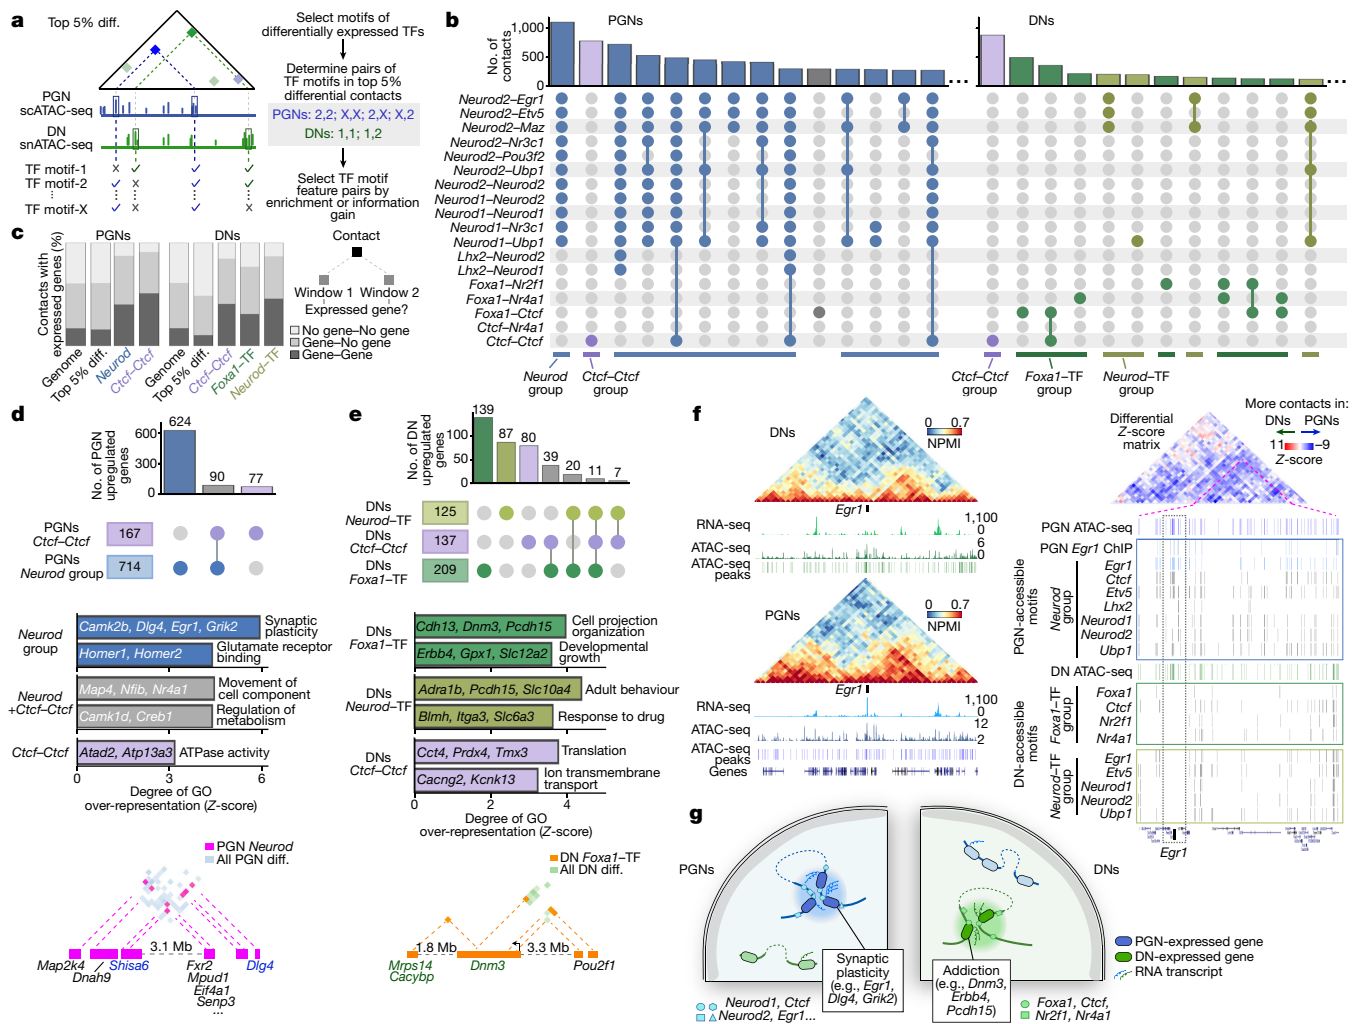 a
Top 5% diff.
PGN
scATAC-seq
DN
snATAC-seq
TF motif-1
TF motif-2
TF motif-X
Select motifs of
differentially expressed TFs
Determine pairs of
TF motifs in top 5%
differential contacts
PGNs: 2,2; X,X; 2,X; X,2
DNs: 1,1; 1,2
Select TF motif
feature pairs by
enrichment or information
gain
b
PGNs
DNs
No. of
contacts
1,000
500
0
Neurod2–Egr1
Neurod2–Etv5
Neurod2–Maz
Neurod2–Nr3c1
Neurod2–Pou3f2
Neurod2–Ubp1
Neurod2–Neurod2
Neurod1–Neurod2
Neurod1–Neurod1
Neurod1–Nr3c1
Neurod1–Ubp1
Lhx2–Neurod2
Lhx2–Neurod1
Foxa1–Nr2f1
Foxa1–Nr4a1
Foxa1–Ctcf
Ctcf–Nr4a1
Ctcf–Ctcf
Neurod
group
Ctcf–Ctcf
group
Ctcf–Ctcf
group
Foxa1–TF
group
Neurod–TF
group
c
PGNs
DNs
Contacts with
expressed genes (%)
Genome
Top 5% diff.
Neurod
Ctcf–Ctcf
Genome
Top 5% diff.
Ctcf–Ctcf
Foxa1–TF
Neurod–TF
Contact
Window 1 Window 2
Expressed gene?
No gene–No gene
Gene–No gene
Gene–Gene
d
No. of PGN
upregulated
genes
600
300
0
624
90
77
PGNs
Ctcf–Ctcf
167
PGNs
Neurod group
714
Neurod
group
Camk2b, Dlg4, Egr1, Grik2
Synaptic
plasticity
Homer1, Homer2
Glutamate receptor
binding
Neurod
+Ctcf–Ctcf
Map4, Nfib, Nr4a1
Movement of
cell component
Camk1d, Creb1
Regulation of
metabolism
Ctcf–Ctcf
Atad2, Atp13a3
ATPase activity
0 3 6
Degree of GO
over-representation (Z-score)
PGN Neurod
All PGN diff.
3.1 Mb
Map2k4
Dnah9
Shisa6
Fxr2
Mpud1
Eif4a1
Senp3
...
Dlg4
e
No. of DN
upregulated
genes
100
50
0
139
87
80
39
20
11
7
DNs
Neurod–TF
125
DNs
Ctcf–Ctcf
137
DNs
Foxa1–TF
209
DNs
Foxa1–TF
Cdh13, Dnm3, Pcdh15
Cell projection
organization
Erbb4, Gpx1, Slc12a2
Developmental
growth
DNs
Neurod–TF
Adra1b, Pcdh15, Slc10a4
Adult behaviour
Blmh, Itga3, Slc6a3
Response to drug
DNs
Ctcf–Ctcf
Cct4, Prdx4, Tmx3
Translation
Cacng2, Kcnk13
Ion transmembrane
transport
0 2 4
Degree of GO
over-representation (Z-score)
DN Foxa1–TF
All DN diff.
1.8 Mb
3.3 Mb
Mrps14
Cacybp
Dnm3
Pou2f1
f
DNs
0 0.7
NPMI
Egr1
RNA-seq
1,100
0
ATAC-seq
6
0
ATAC-seq
peaks
PGNs
0 0.7
NPMI
Egr1
RNA-seq
1,100
0
ATAC-seq
12
2
ATAC-seq
peaks
Genes
Differential
Z-score
matrix
More contacts in:
DNs PGNs
11 −9
Z-score
PGN ATAC-seq
PGN Egr1 ChIP
PGN-accessible
motifs
Neurod
group
Egr1
Ctcf
Etv5
Lhx2
Neurod1
Neurod2
Ubp1
DN ATAC-seq
DN-accessible
motifs
Foxa1–TF
group
Foxa1
Ctcf
Nr2f1
Nr4a1
Neurod–TF
group
Egr1
Etv5
Neurod1
Neurod2
Ubp1
Egr1
g
PGNs
DNs
Synaptic
plasticity
(e.g., Egr1,
Dlg4, Grik2)
Addiction
(e.g., Dnm3,
Erbb4,
Pcdh15)
Neurod1, Ctcf
Neurod2, Egr1...
Foxa1, Ctcf,
Nr2f1, Nr4a1
PGN-expressed gene
DN-expressed gene
RNA transcript